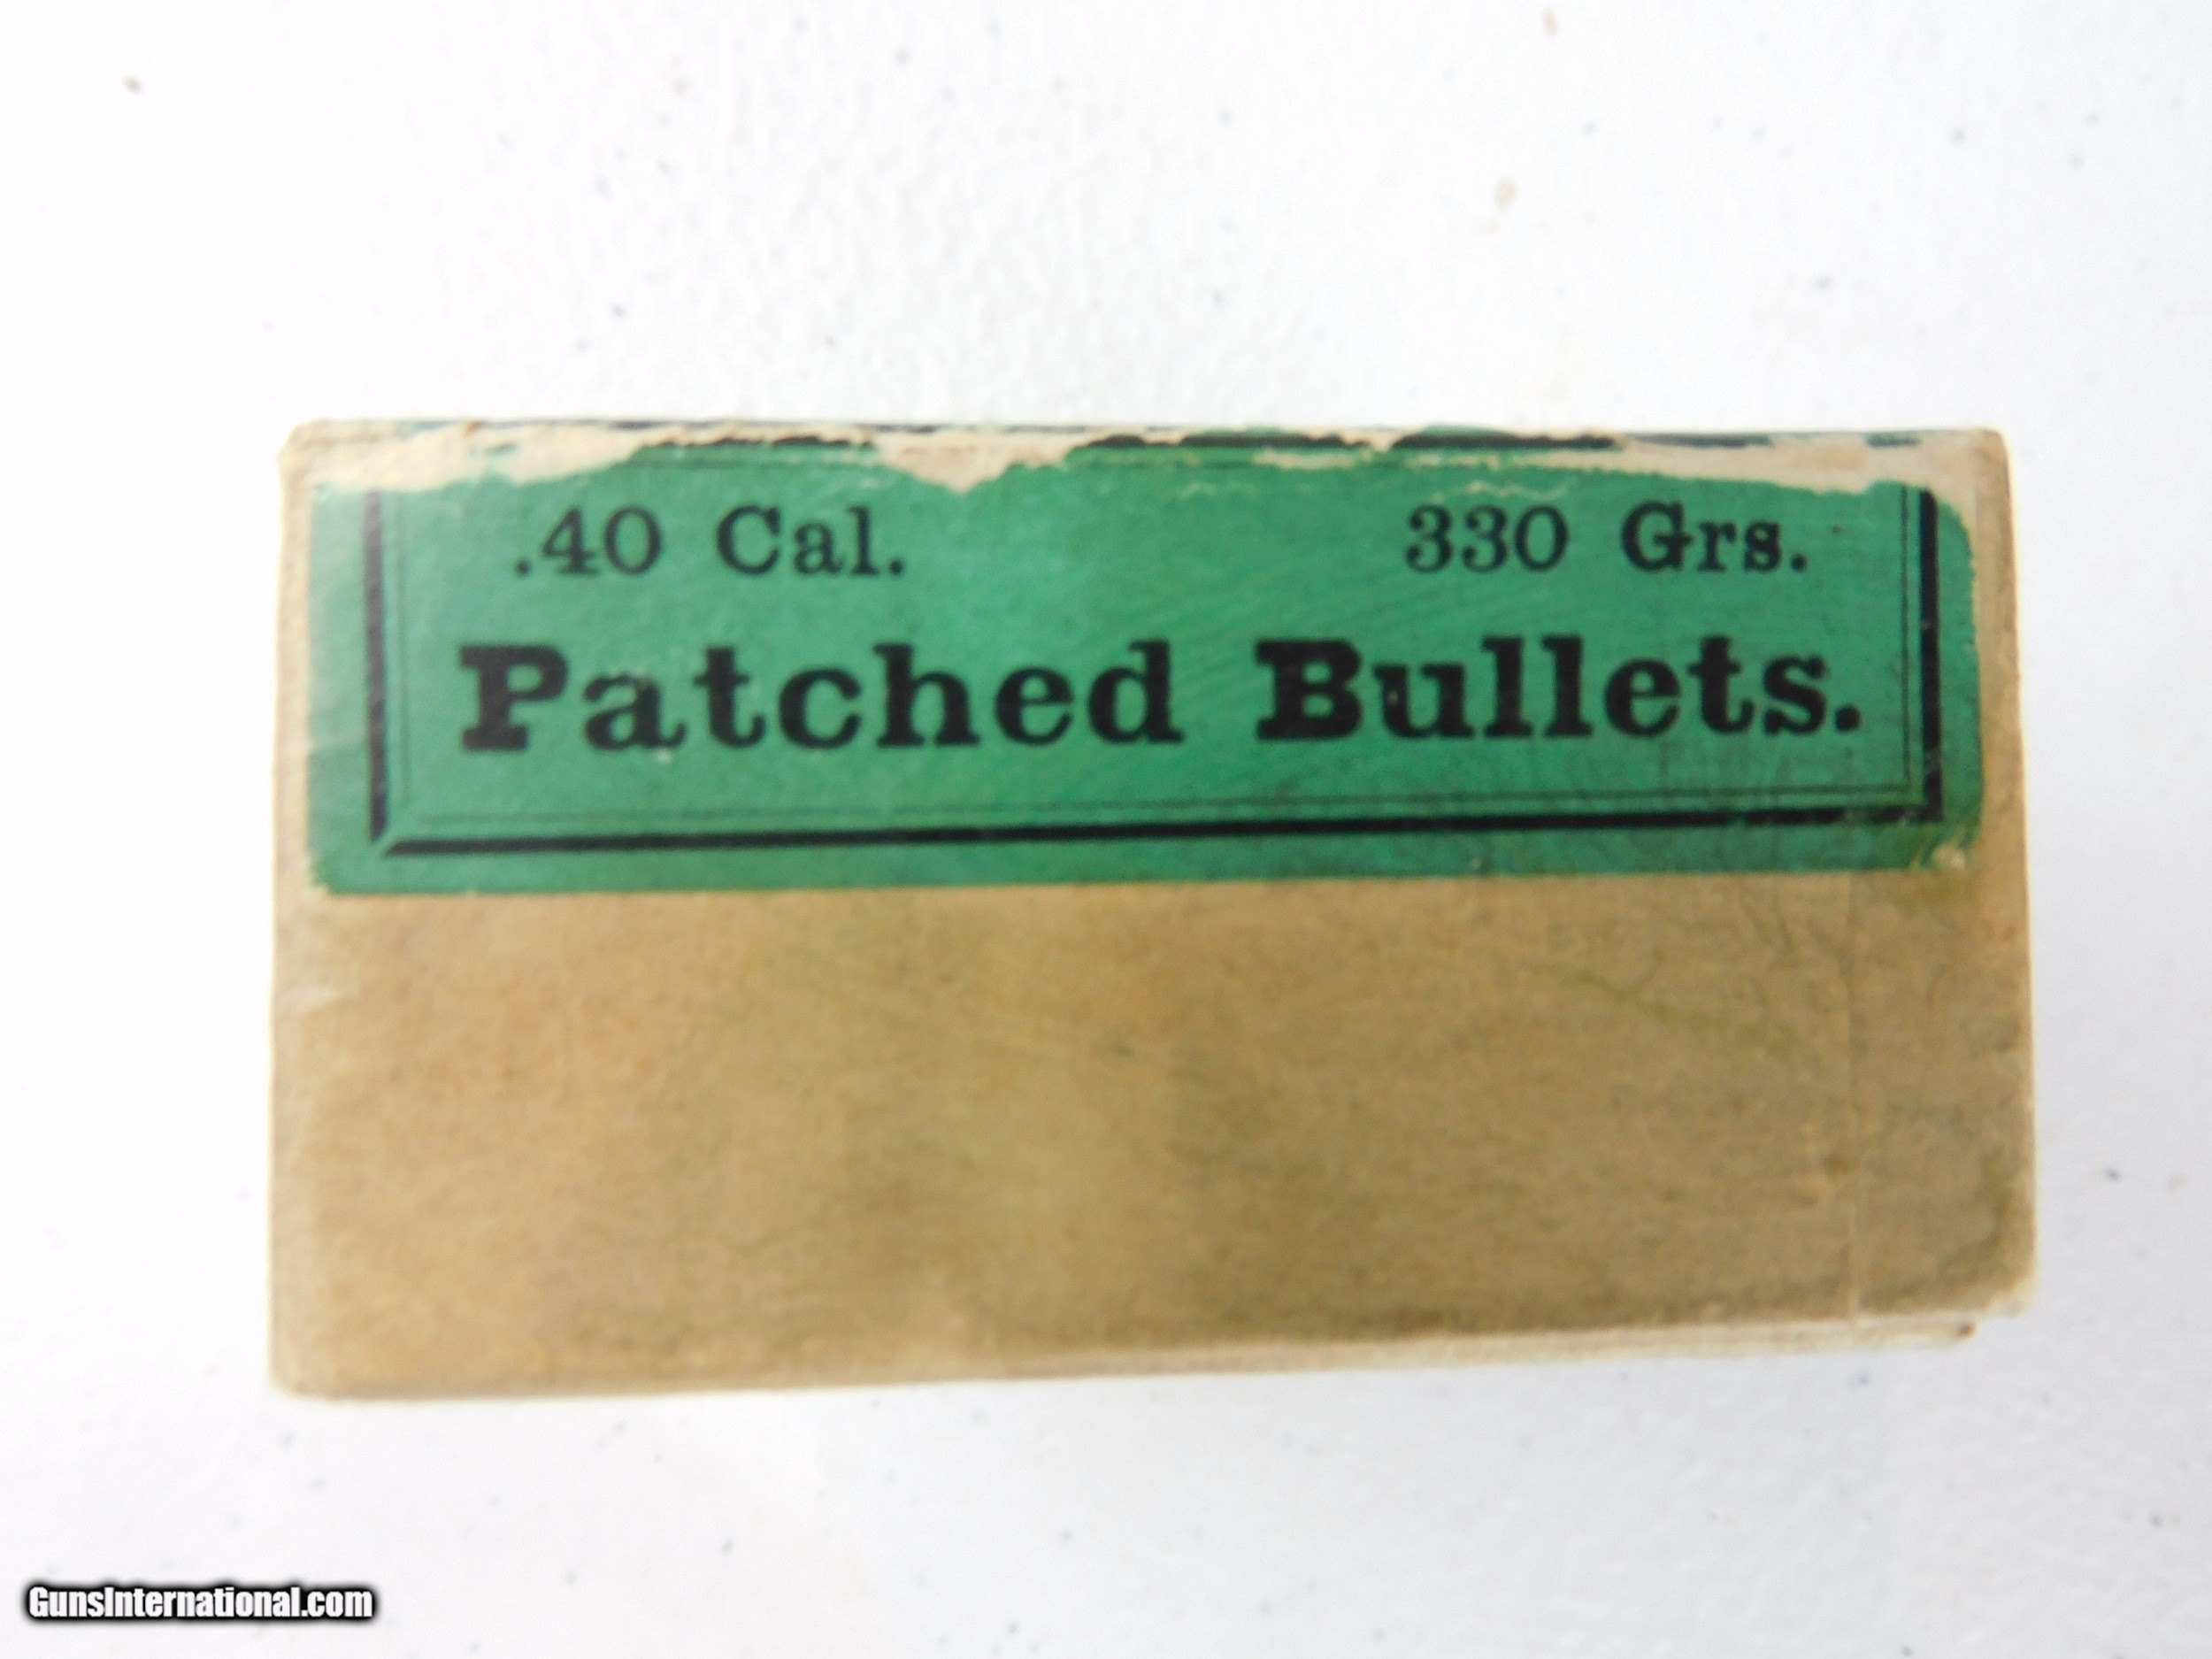 .40 Cal. 330 Grs.
Patched Bullets.
GunsInternational.com